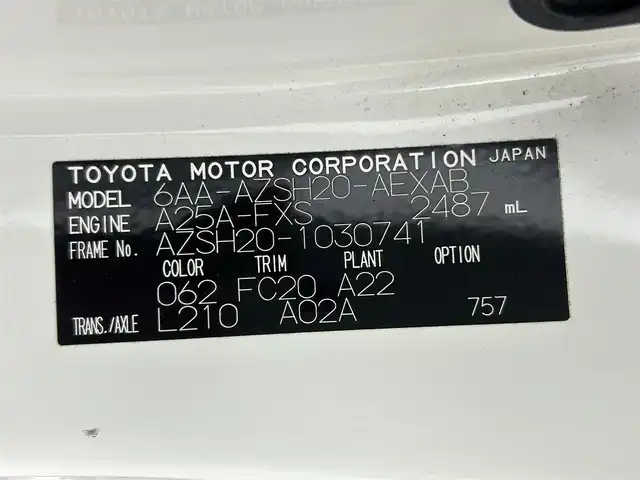 TOYOTA MOTOR CORPORATION JAPAN
MODEL 6AA-AZSH20-AEXAB
ENGINE A25A-FXS 2487 mL
FRAME No. AZSH20-1030741
COLOR TRIM PLANT OPTION
062 FC20 A22
TRANS./AXLE L210 A02A 757